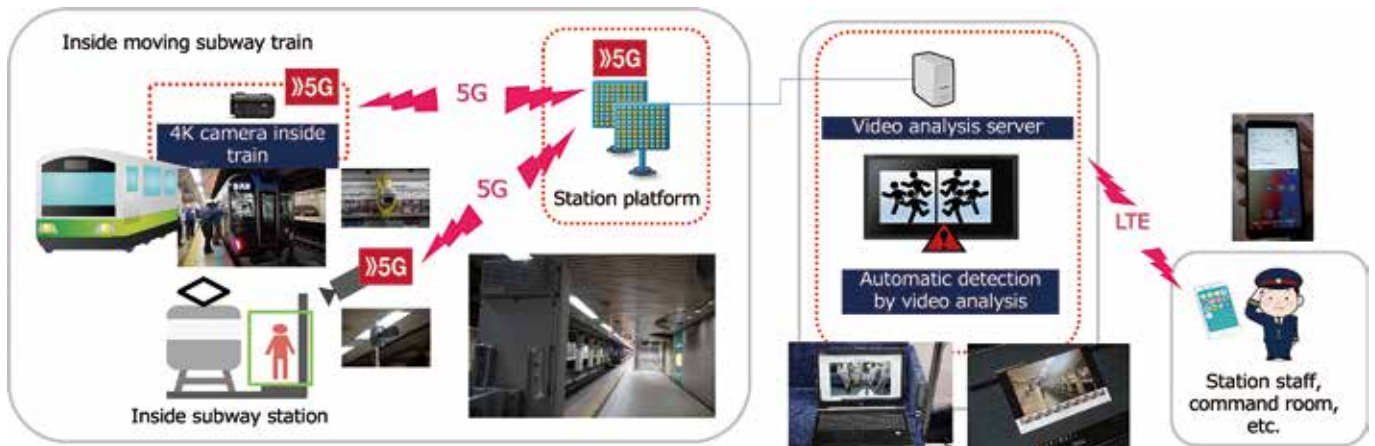 Inside moving subway train
»5G
4K camera inside
train
5G
»5G
Station platform
5G
»5G
Inside subway station
Video analysis server
Automatic detection
by video analysis
LTE
Station staff,
command room,
etc.